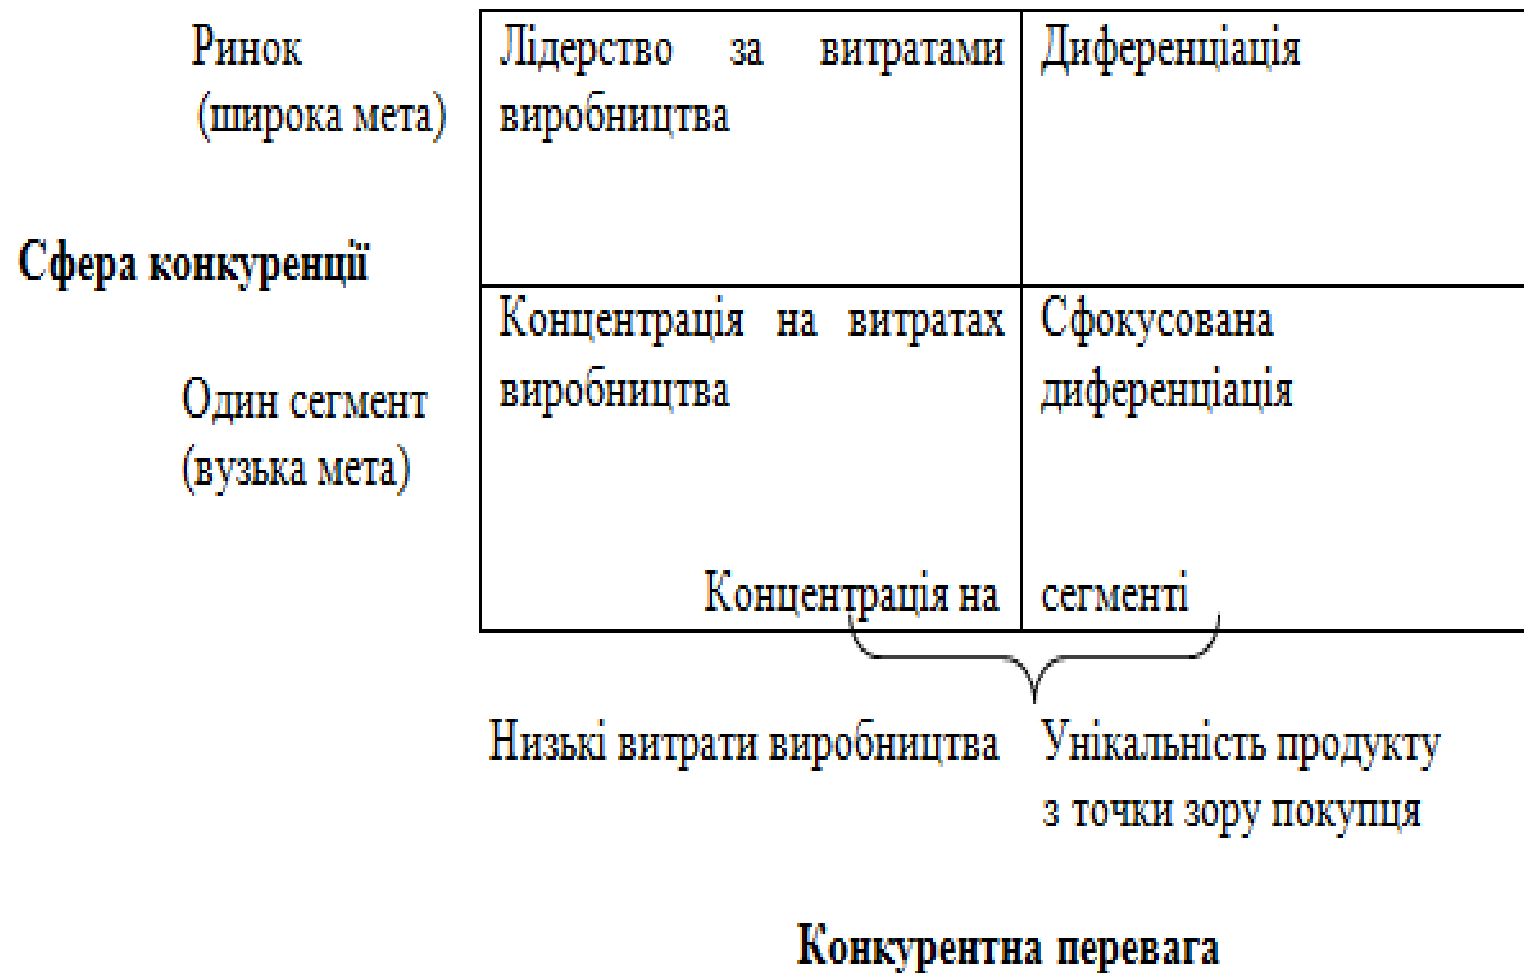 Ринок
(широка мета)
Лідерство за витратами
виробництва
Диференціація
Сфера конкуренції
Один сегмент
(вузька мета)
Концентрація на витратах
виробництва
Сфокусована
диференціація
Концентрація на сегменті
Низькі витрати виробництва
Унікальність продукту
з точки зору покупця
Конкурентна перевага